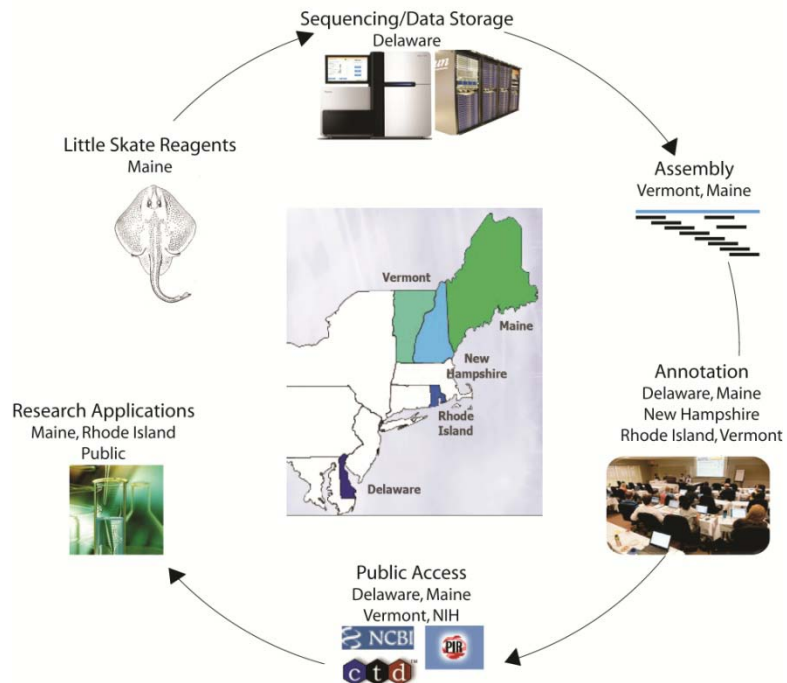 Sequencing/Data Storage
Delaware
Little Skate Reagents
Maine
Assembly
Vermont, Maine
Vermont
Maine
New
Hampshire
Rhode
Island
Delaware
Annotation
Delaware, Maine
New Hampshire
Rhode Island, Vermont
Research Applications
Maine, Rhode Island
Public
Public Access
Delaware, Maine
Vermont, NIH
NCBI
PIR
ctd